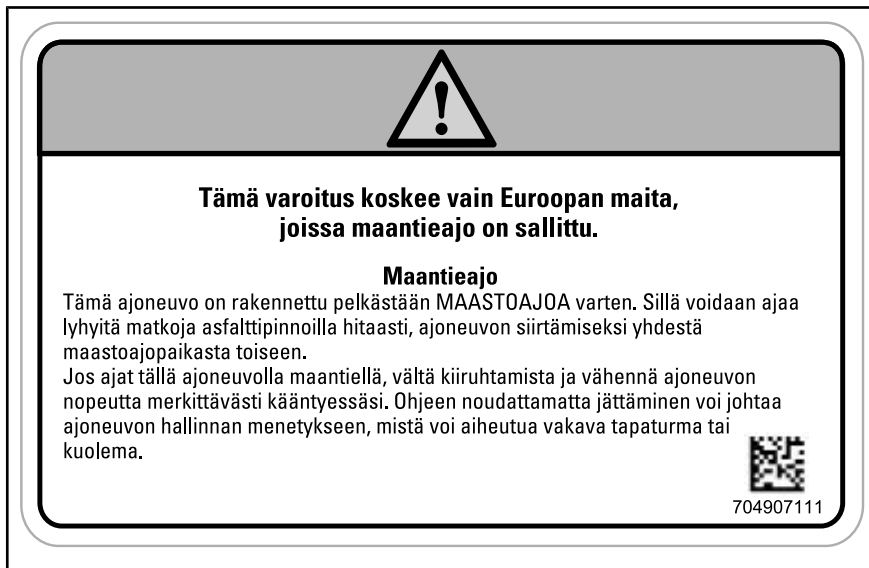 Tämä varoitus koskee vain Euroopan maita,
joissa maantieajo on sallittu.
Maantieajo
Tämä ajoneuvo on rakennettu pelkästään MAASTOAJOA varten. Sillä voidaan ajaa
lyhyitä matkoja asfalttipinnoilla hitaasti, ajoneuvon siirtämiseksi yhdestä
maastoajopaikasta toiseen.
Jos ajat tällä ajoneuvolla maantiellä, vältä kiiruhtamista ja vähennä ajoneuvon
nopeutta merkittävästi kääntyessäsi. Ohjeen noudattamatta jättäminen voi johtaa
ajoneuvon hallinnan menetykseen, mistä voi aiheutua vakava tapaturma tai
kuolema.
704907111